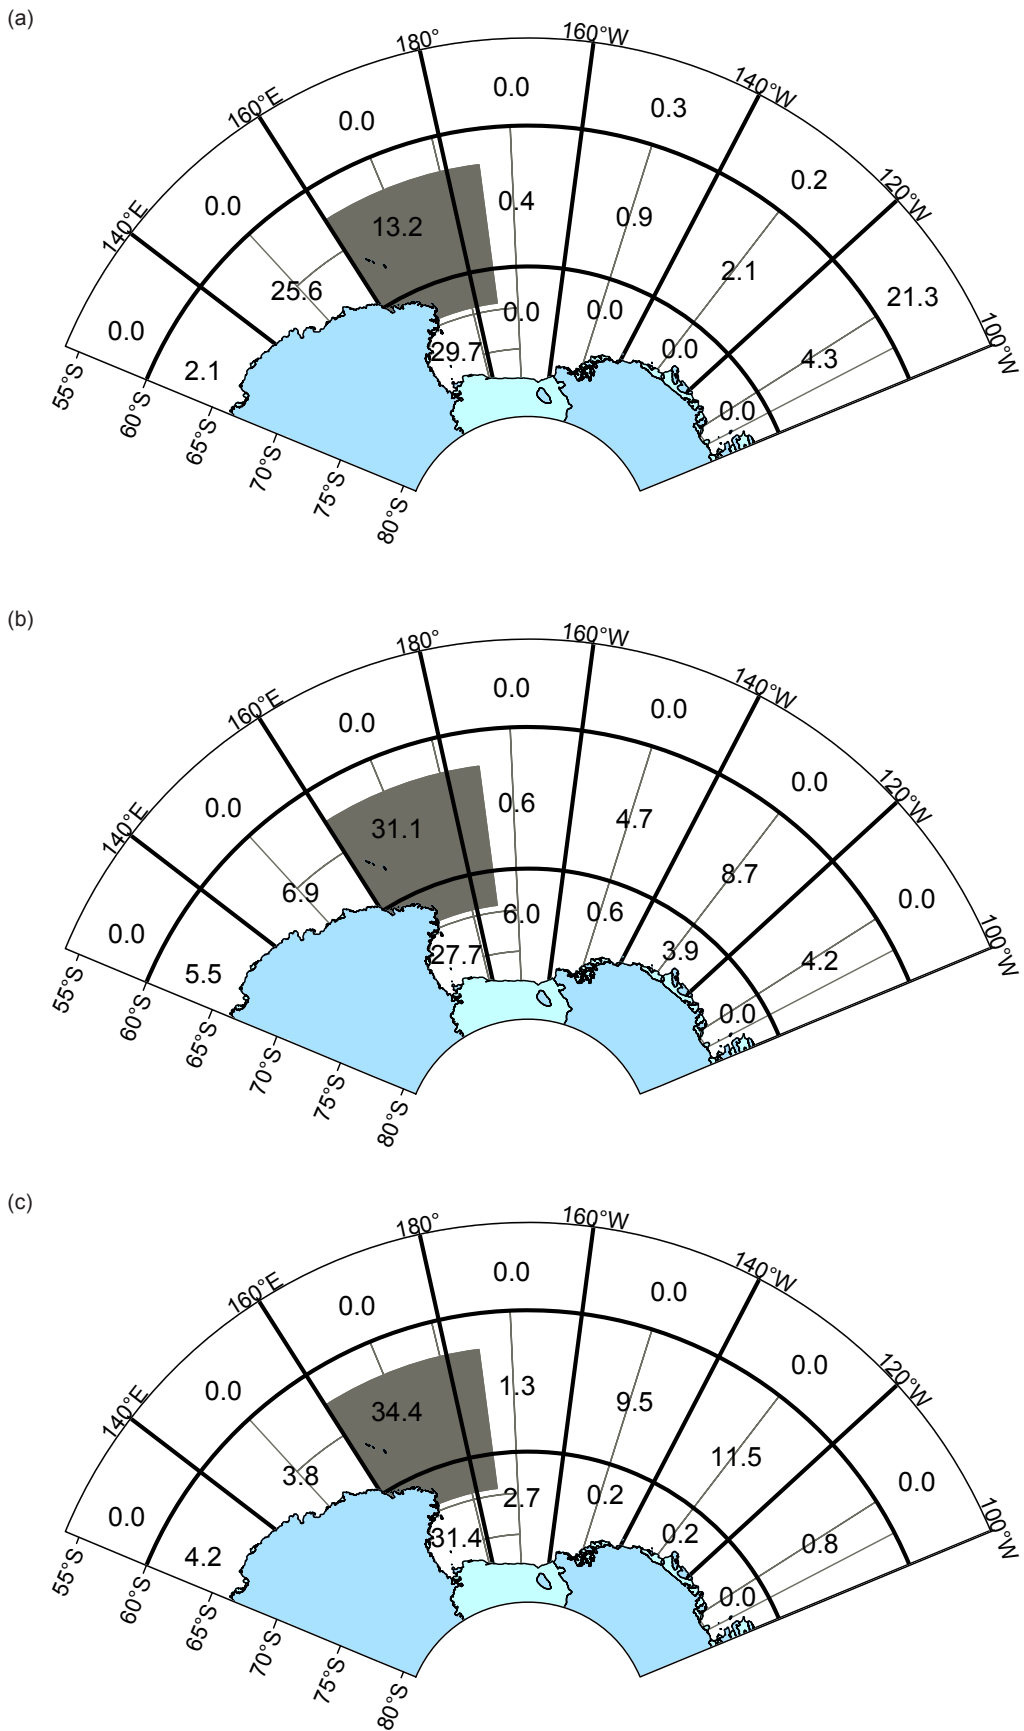 (a)
180°
160°W
160°E
140°W
0.0
0.0
0.3
140°E
0.0
0.2
120°W
13.2
0.4
0.9
25.6
2.1
21.3
0.0
0.0
0.0
100°W
55°S
2.1
29.7
0.0
4.3
60°S
0.0
65°S
70°S
75°S
80°S
(b)
180°
160°W
160°E
140°W
0.0
0.0
0.0
140°E
0.0
0.0
120°W
31.1
0.6
4.7
6.9
8.7
0.0
0.0
6.0
0.6
100°W
55°S
5.5
27.7
3.9
4.2
60°S
0.0
65°S
70°S
75°S
80°S
(c)
180°
160°W
160°E
140°W
0.0
0.0
0.0
140°E
0.0
0.0
120°W
34.4
1.3
9.5
3.8
11.5
0.0
0.0
2.7
0.2
100°W
55°S
4.2
31.4
0.2
0.8
60°S
0.0
65°S
70°S
75°S
80°S